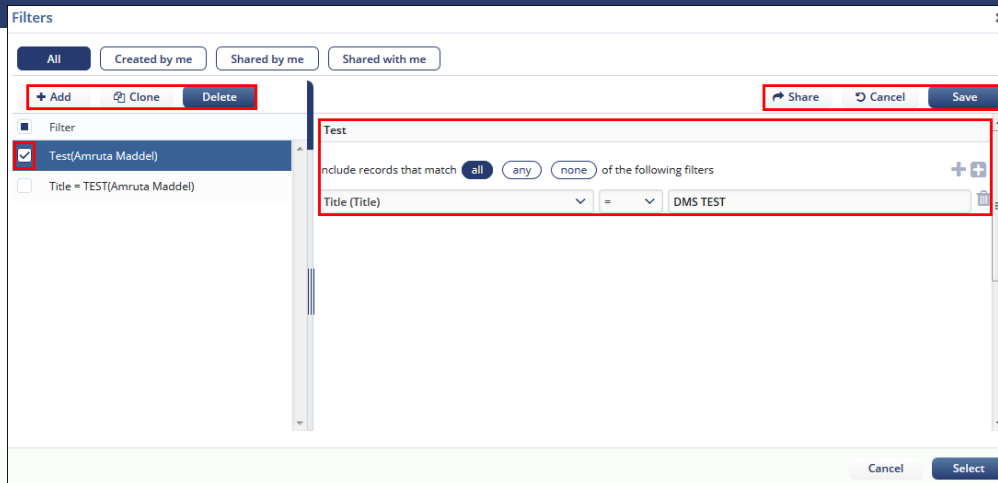 Filters
All Created by me Shared by me Shared with me
Add Clone Delete Share Cancel Save
Filter
Test
Test(Amruta Maddel)
nclude records that match all any none of the following filters
Title = TEST(Amruta Maddel)
Title (Title) = DMS TEST
Cancel Select